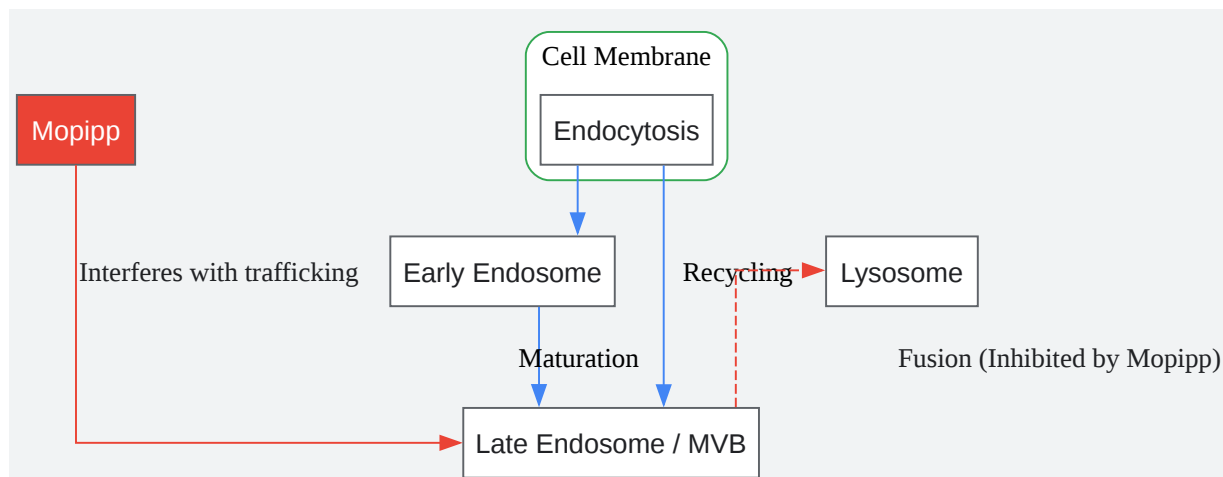 Cell Membrane
Mopipp
Endocytosis
Interferes with trafficking
Early Endosome
Recycling
Lysosome
Maturation
Fusion (Inhibited by Mopipp)
Late Endosome / MVB